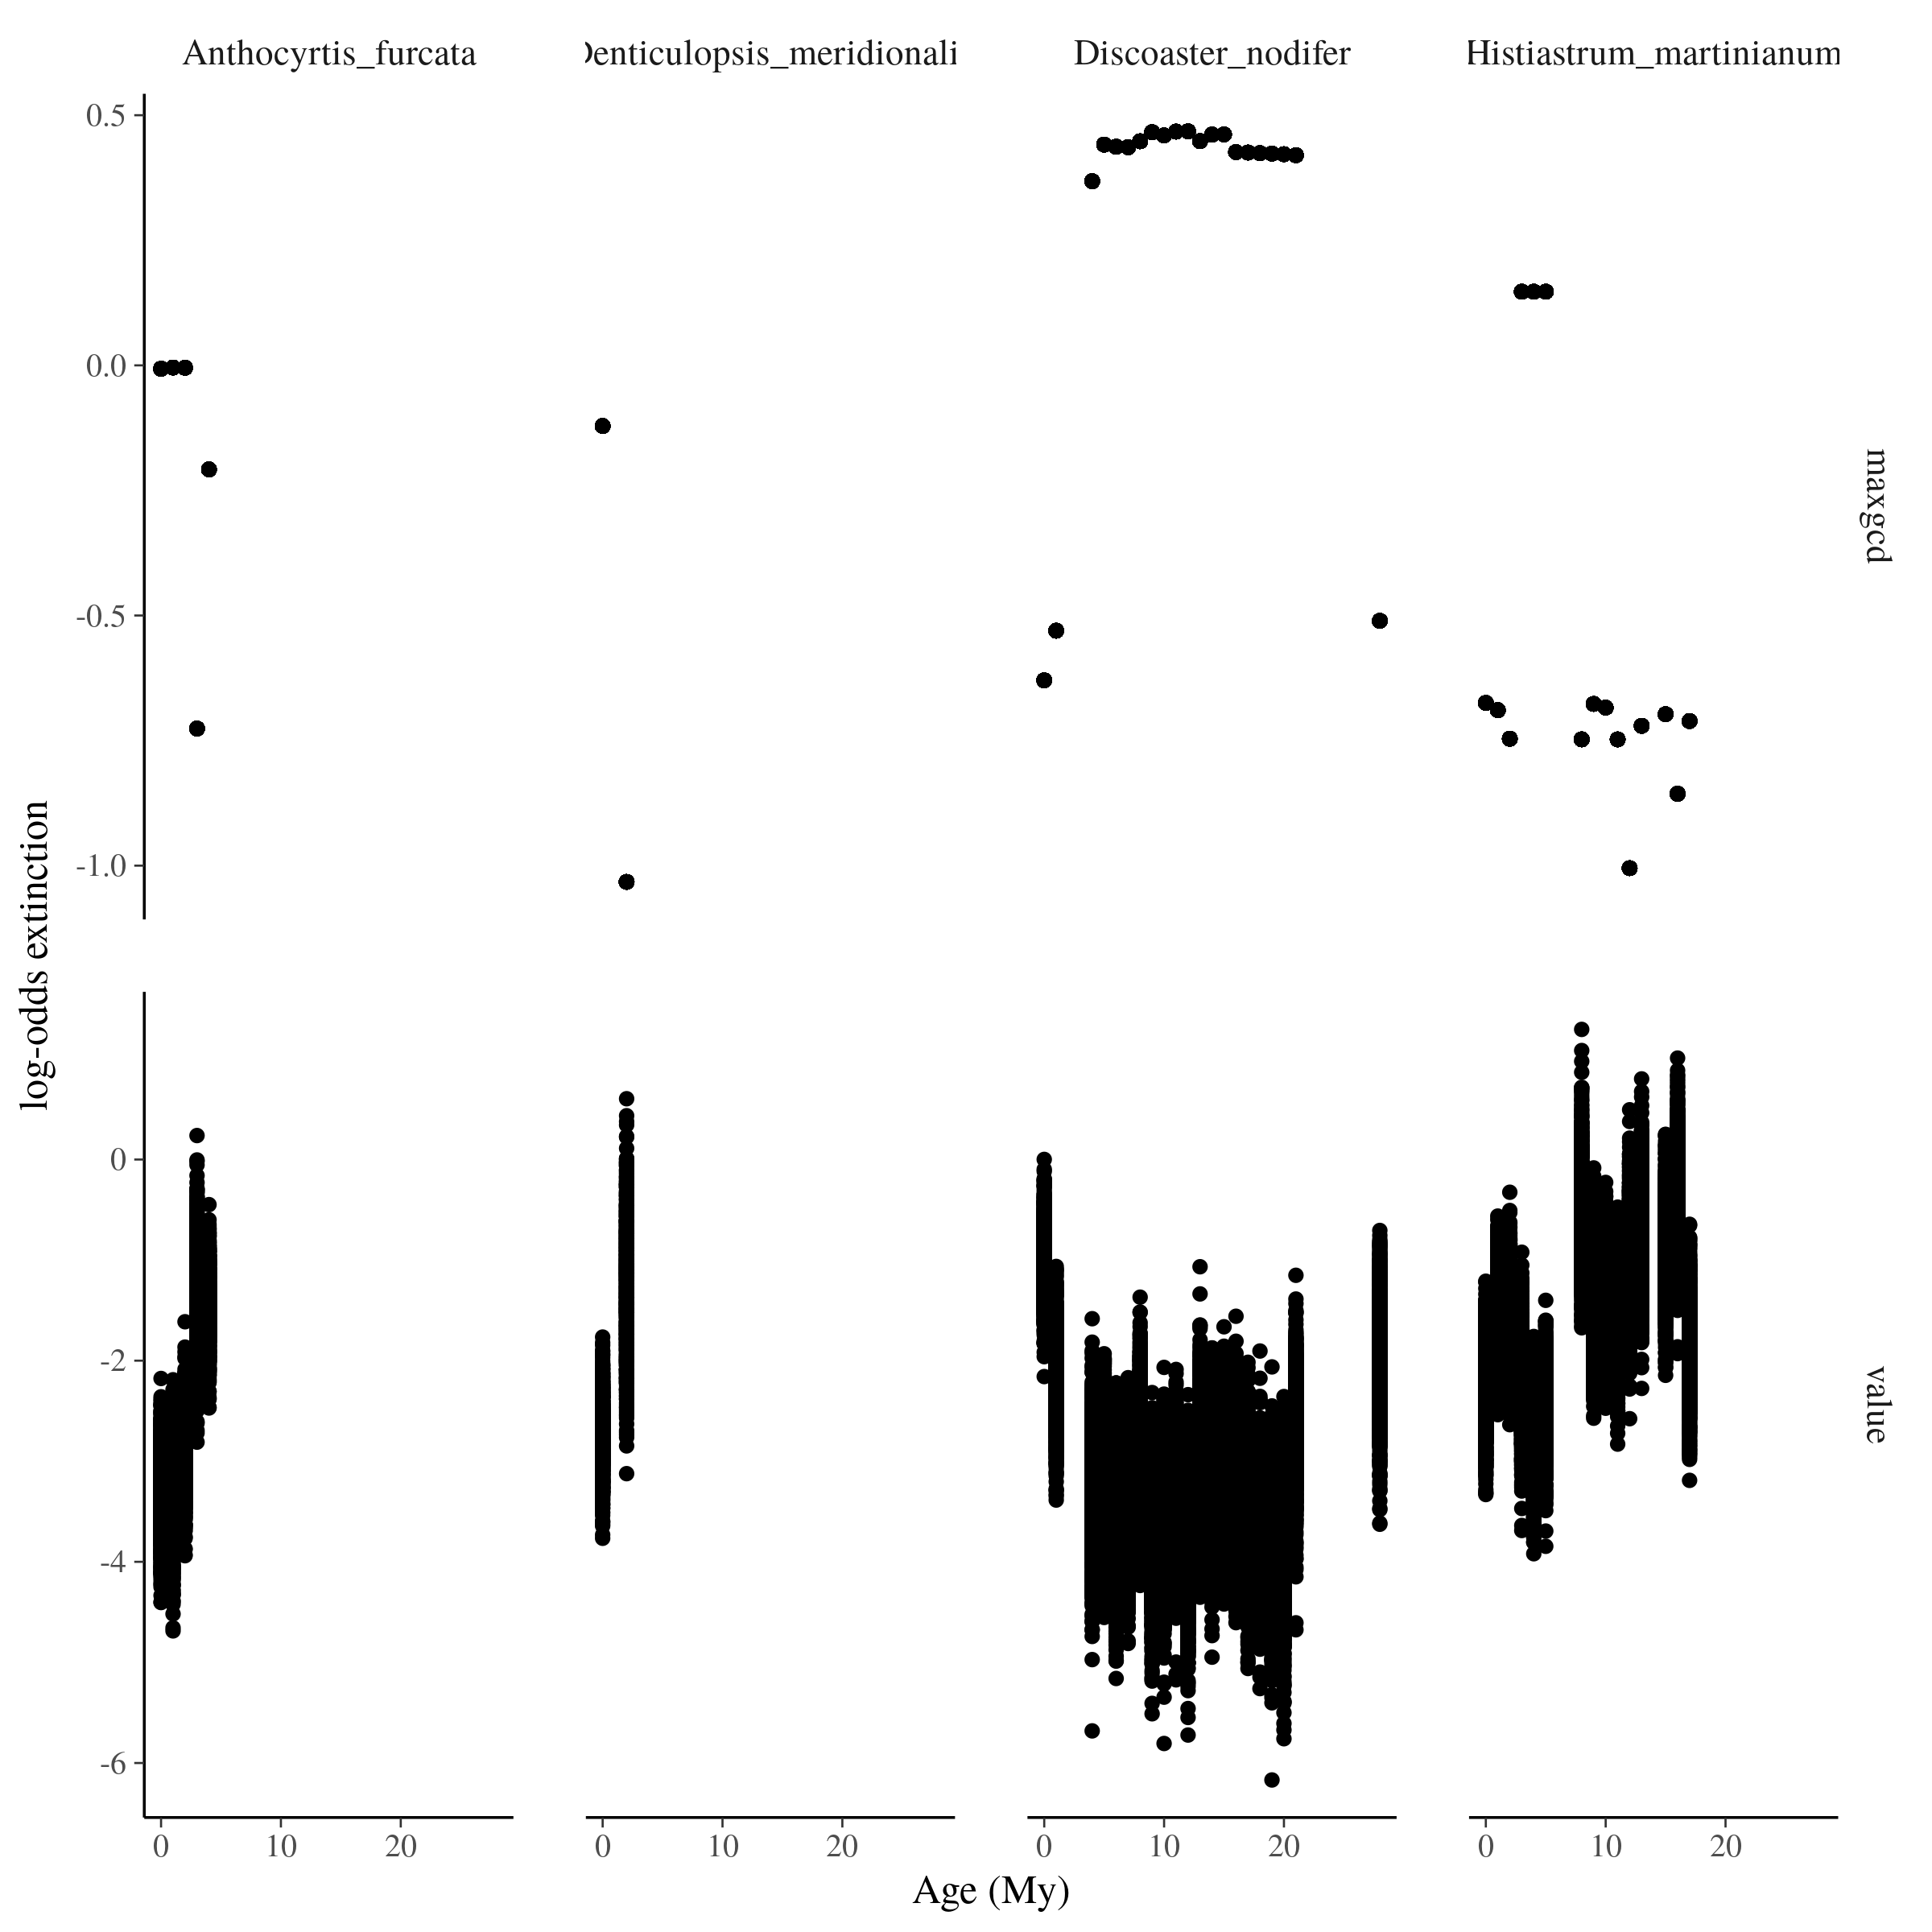 Anthocyrtis_furcata
Denticulopsis_meridionali
Discoaster_nodifer
Histiastrum_martinianum
0.5
0.0
-0.5
-1.0
maxgcd
log-odds extinction
0
-2
-4
-6
value
0 10 20
0 10 20
0 10 20
0 10 20
Age (My)